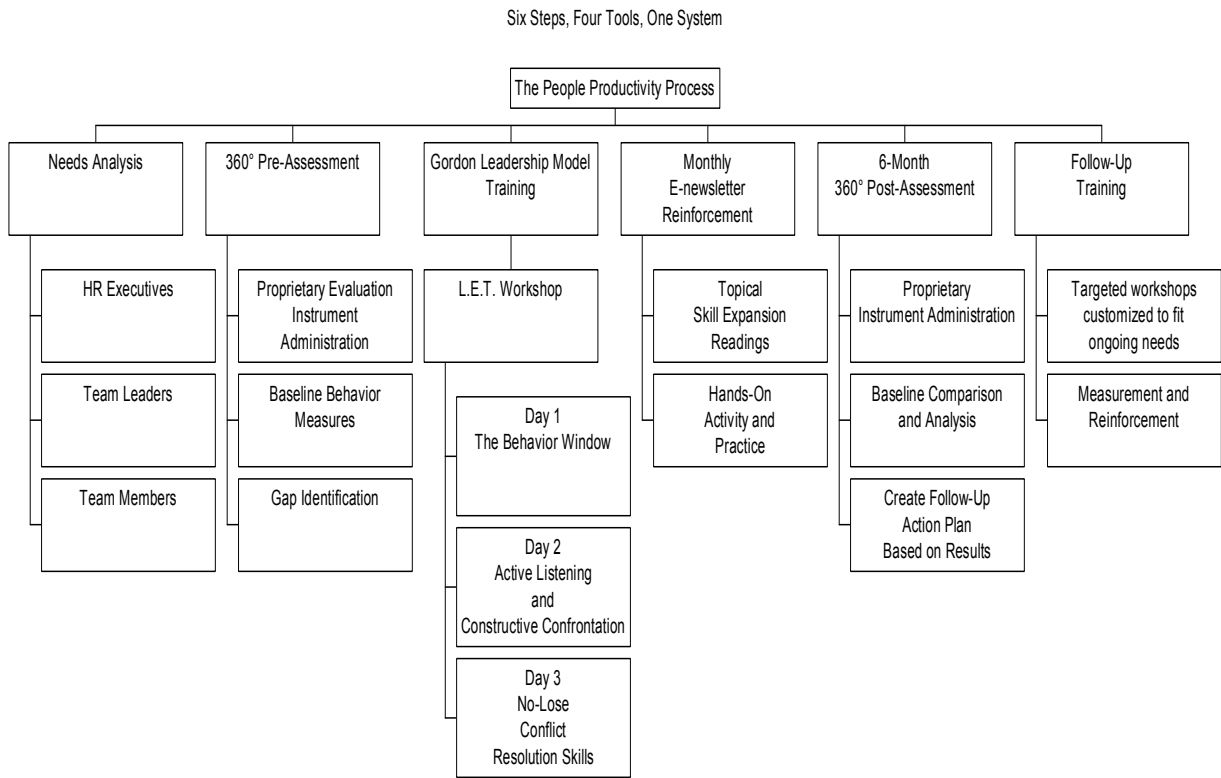 Six Steps, Four Tools, One System
The People Productivity Process
Needs Analysis
HR Executives
Team Leaders
Team Members
360° Pre-Assessment
Proprietary Evaluation
Instrument
Administration
Baseline Behavior
Measures
Gap Identification
Gordon Leadership Model
Training
L.E.T. Workshop
Day 1
The Behavior Window
Day 2
Active Listening
and
Constructive Confrontation
Day 3
No-Lose
Conflict
Resolution Skills
Monthly
E-newsletter
Reinforcement
Topical
Skill Expansion
Readings
Hands-On
Activity and
Practice
6-Month
360° Post-Assessment
Proprietary
Instrument Administration
Baseline Comparison
and Analysis
Create Follow-Up
Action Plan
Based on Results
Follow-Up
Training
Targeted workshops
customized to fit
ongoing needs
Measurement and
Reinforcement